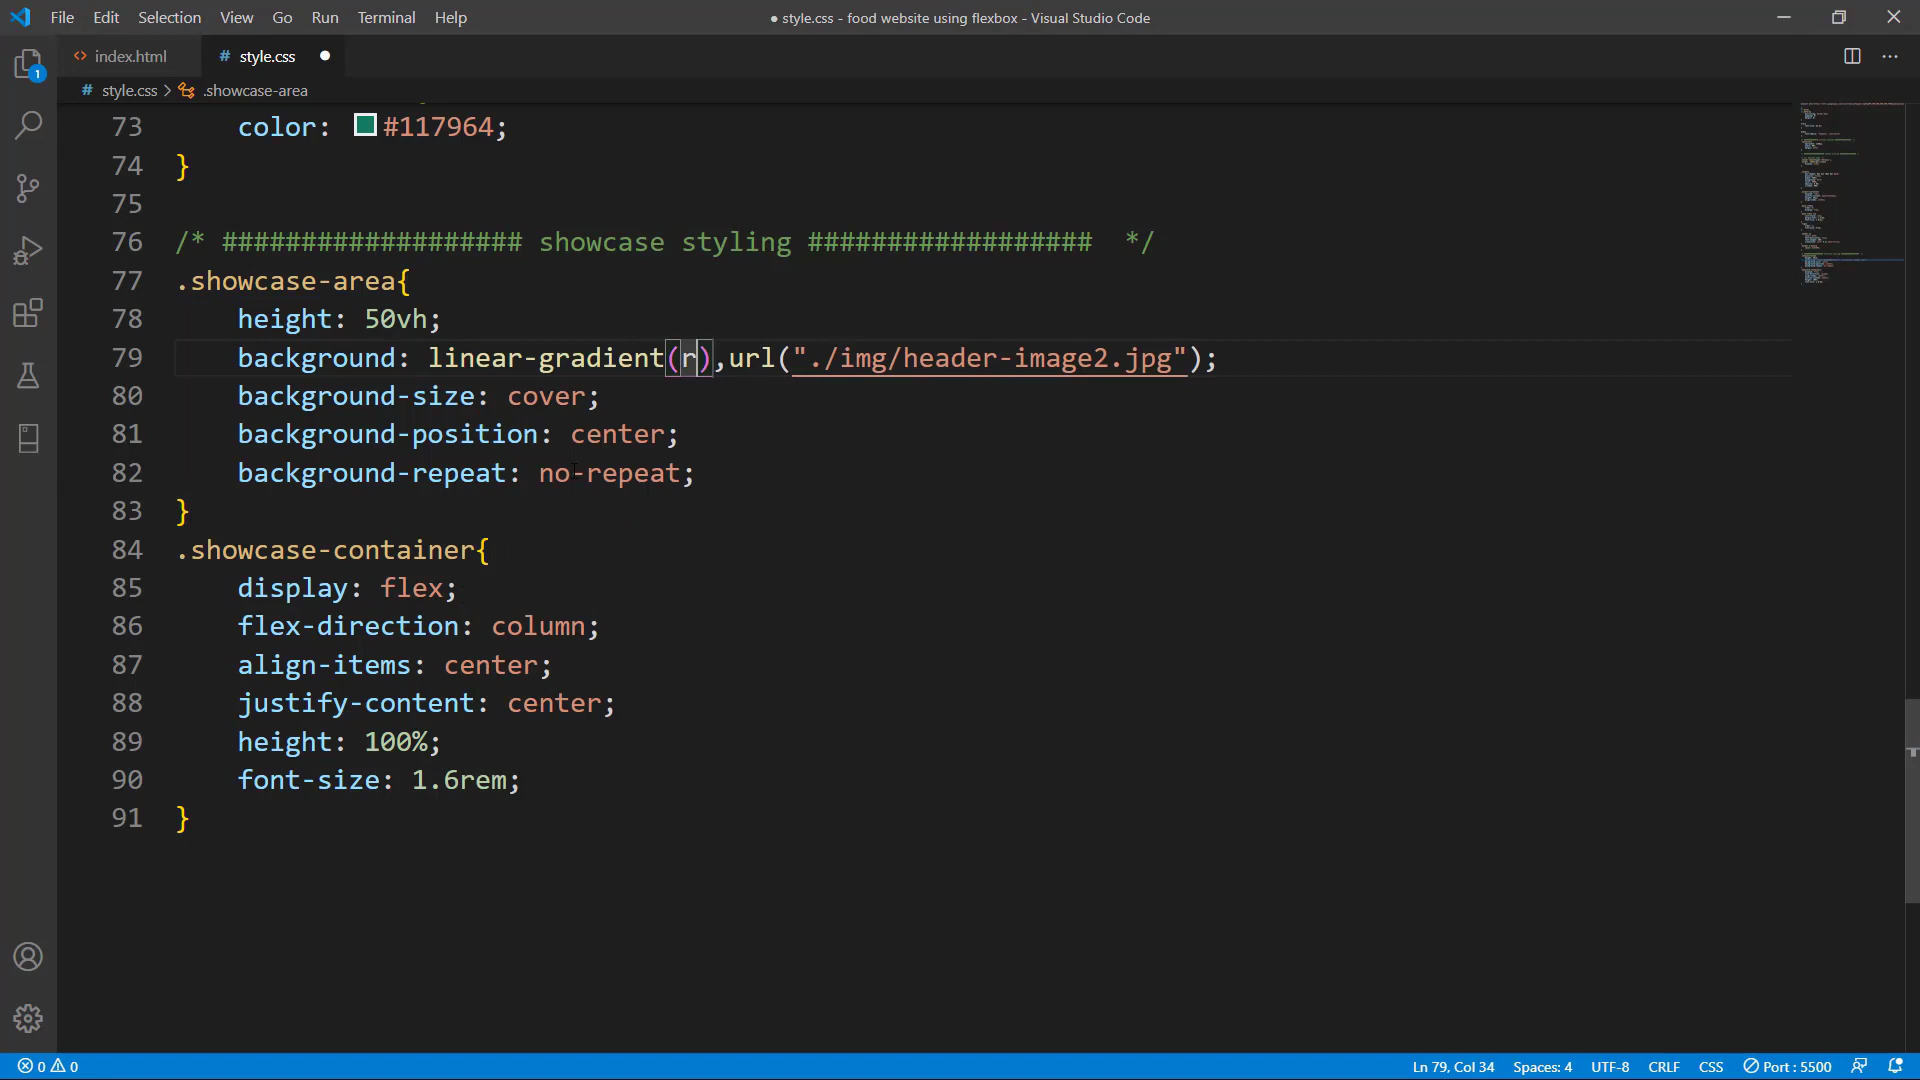 File Edit Selection View Go Run Terminal Help
● style.css - food website using flexbox - Visual Studio Code
1
<> index.html
# style.css ●
# style.css > .showcase-area
73 color: #117964;
74 }
75
76 /* ################### showcase styling ################## */
77 .showcase-area{
78 height: 50vh;
79 background: linear-gradient(r),url("./img/header-image2.jpg");
80 background-size: cover;
81 background-position: center;
82 background-repeat: no-repeat;
83 }
84 .showcase-container{
85 display: flex;
86 flex-direction: column;
87 align-items: center;
88 justify-content: center;
89 height: 100%;
90 font-size: 1.6rem;
91 }
0 0 Ln 79, Col 34 Spaces: 4 UTF-8 CRLF CSS Port : 5500